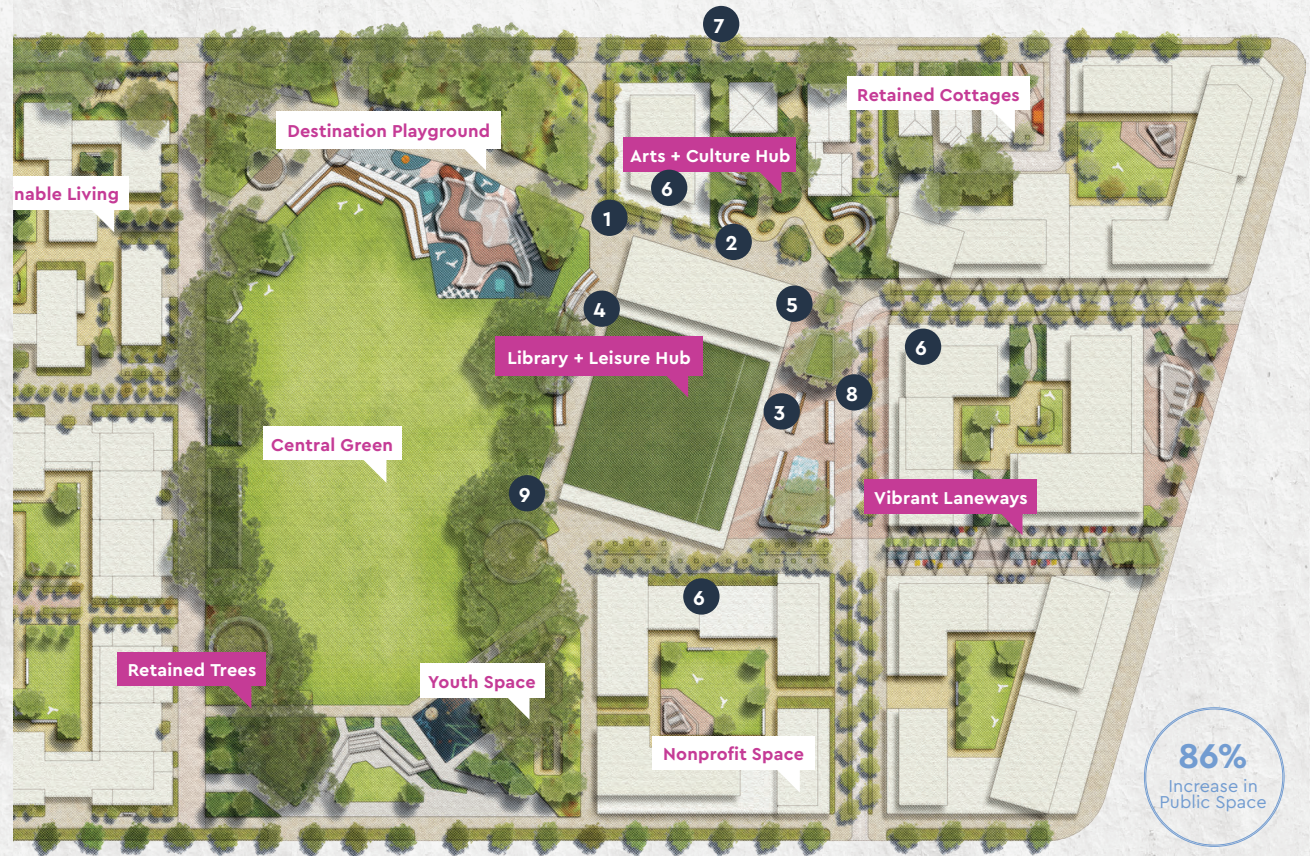 7
Retained Cottages
Destination Playground
Arts + Culture Hub
6
nable Living
1
2
4
5
Library + Leisure Hub
6
8
3
Central Green
9
Vibrant Laneways
6
Retained Trees
Youth Space
Nonprofit Space
86%
Increase in
Public Space